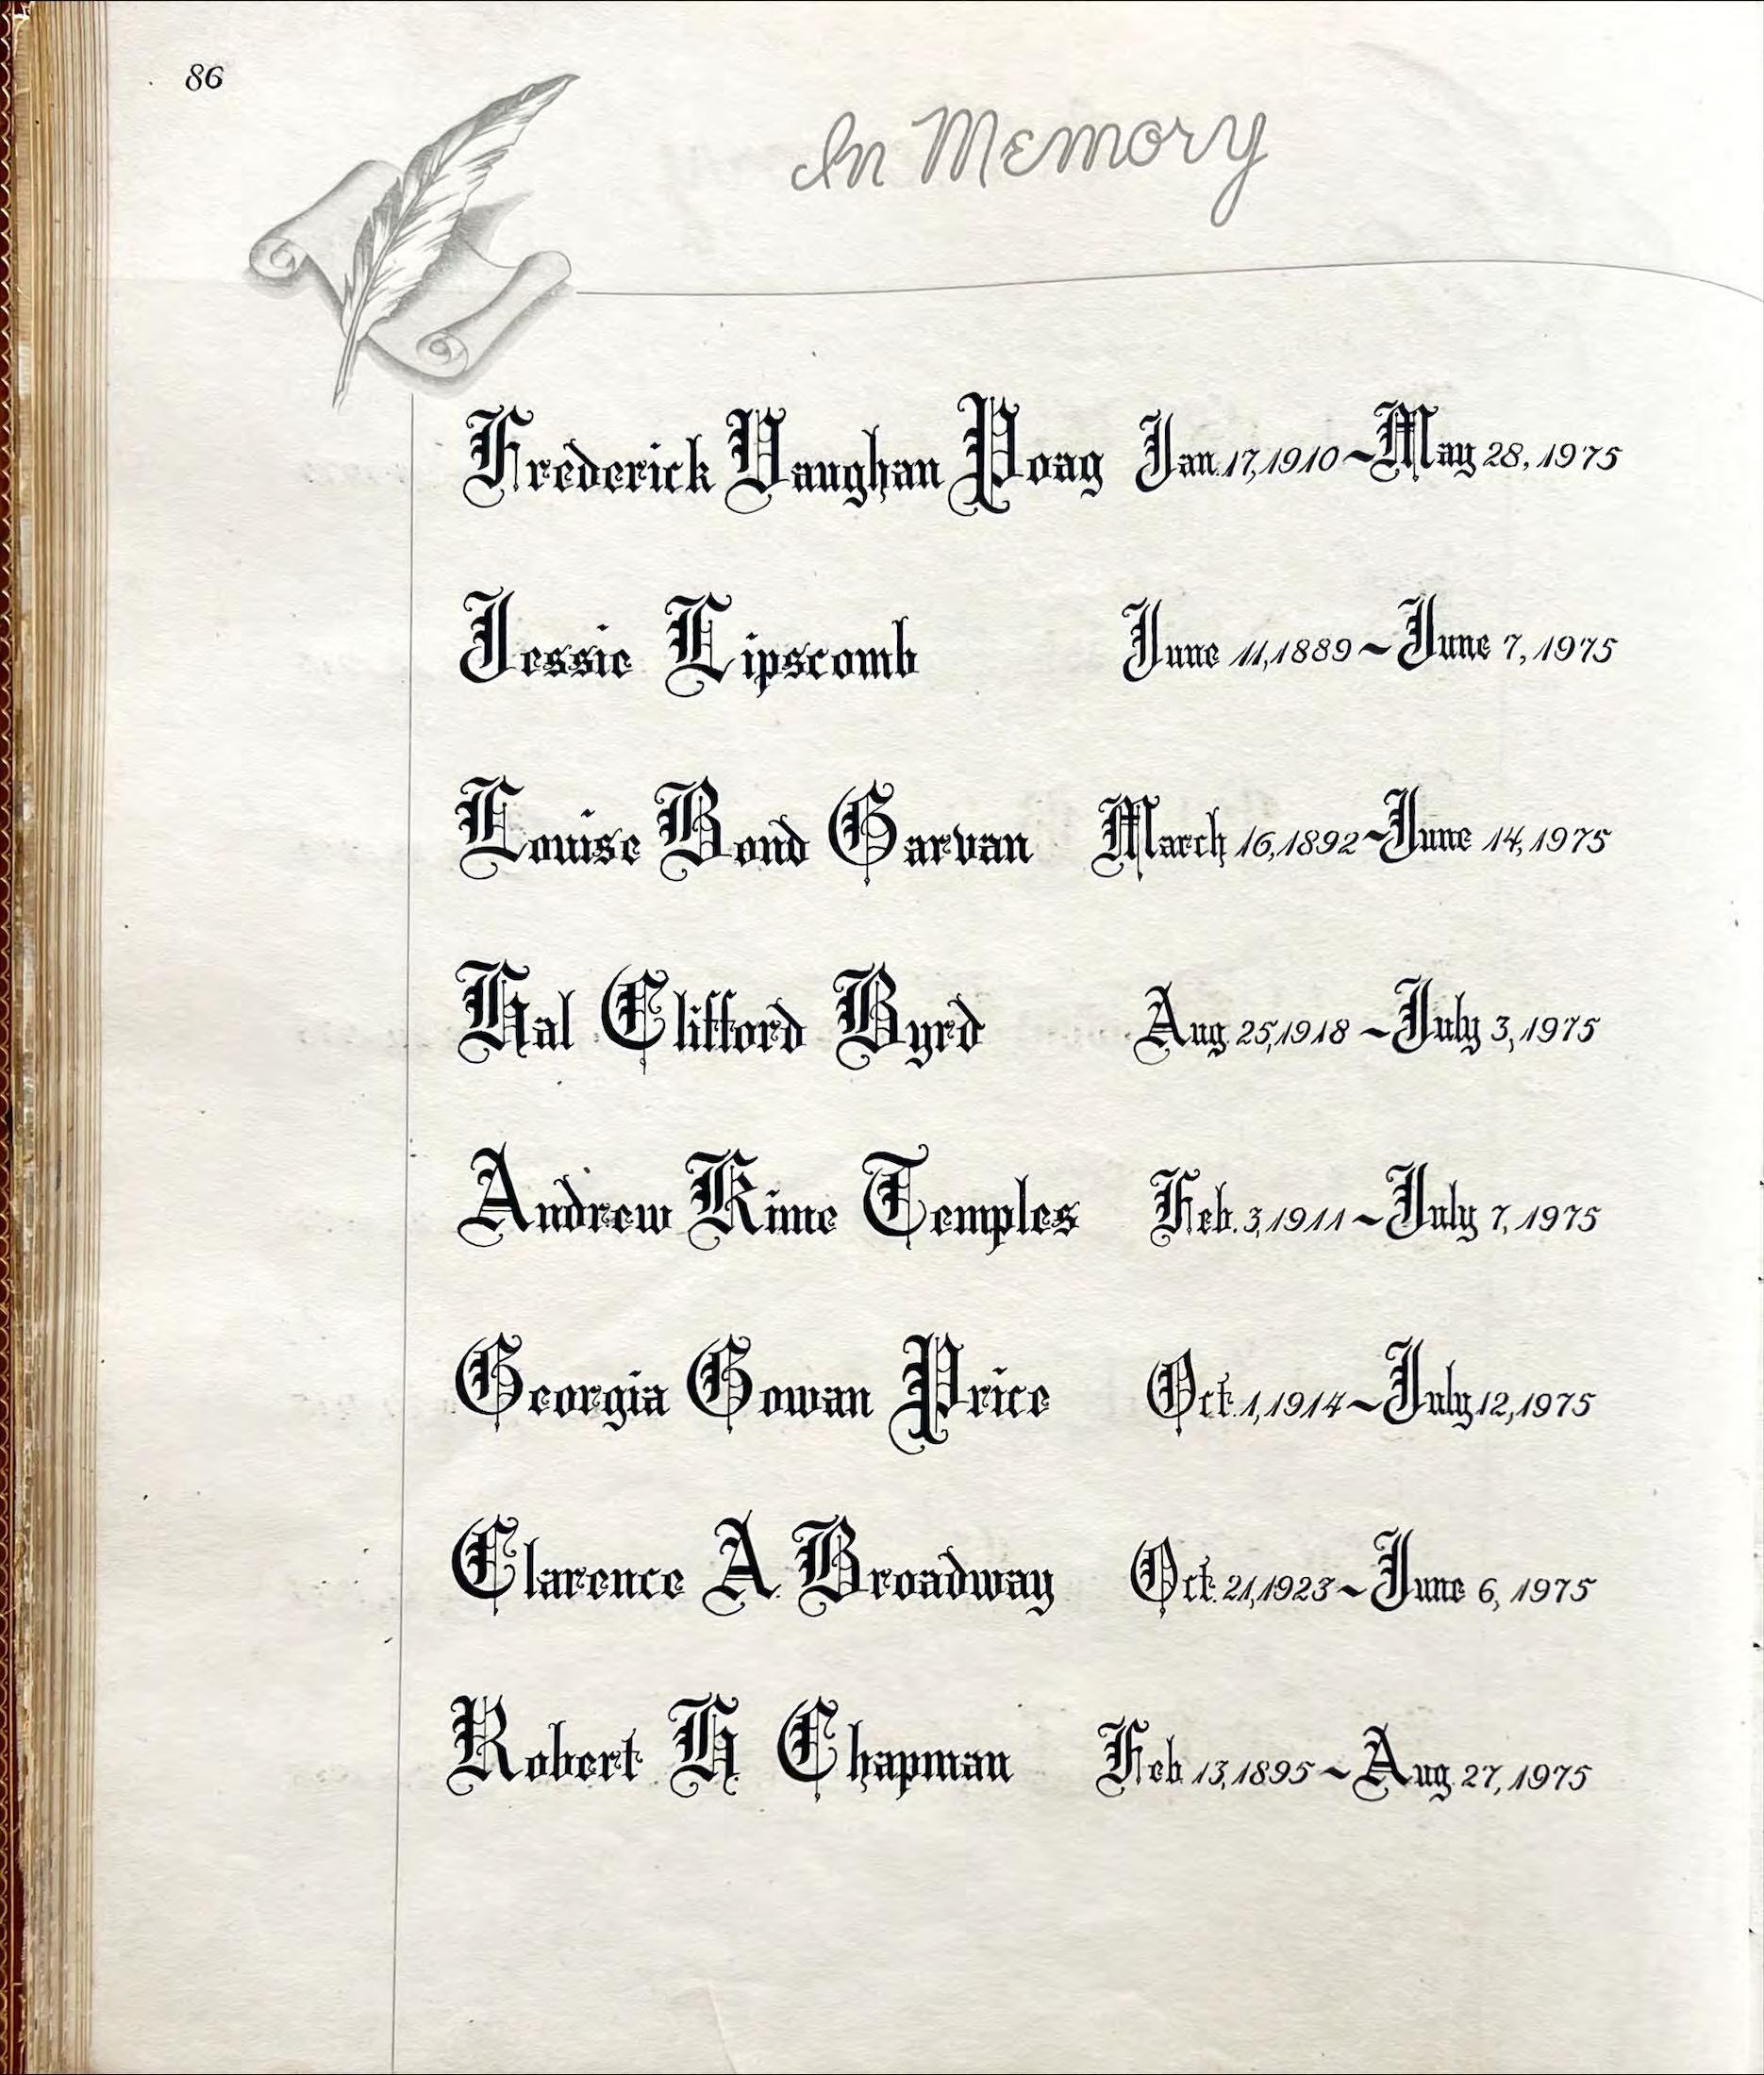 86
In Memory
Frederick Vaughan Poag Jan. 17, 1910 ~ May 28, 1975
Jessie Lipscomb June 11, 1889 ~ June 7, 1975
Louise Bond Garvan March 16, 1892 ~ June 14, 1975
Hal Clifford Byrd Aug 25, 1918 ~ July 3, 1975
Andrew Kime Temples Feb. 3, 1911 ~ July 7, 1975
Georgia Gowan Price Oct. 1, 1914 ~ July 12, 1975
Clarence A. Broadway Oct. 21, 1923 ~ June 6, 1975
Robert H. Chapman Feb. 13, 1895 ~ Aug. 27, 1975